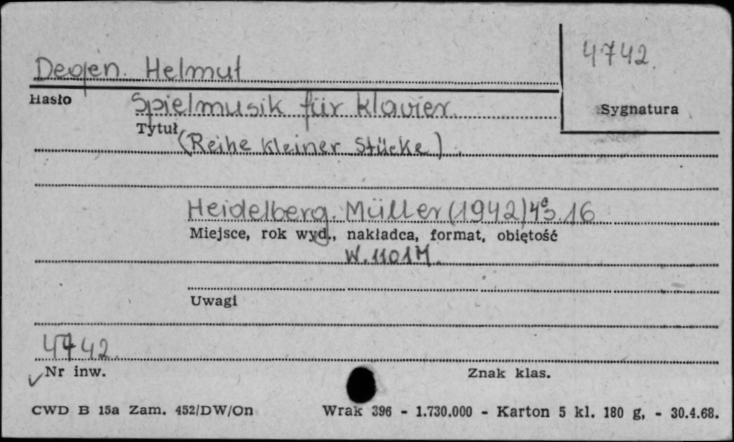 4742.
Degen. Helmut
Hasło
Spielmusik für Klavier.
Sygnatura
Tytuł
(Reihe kleiner Stücke).
Heidelberg. Müller (1942) 4° s. 16
Miejsce, rok wyd., nakładca, format, obiętość
W. 1101 M.
Uwagi
4742.
Nr inw.
Znak klas.
CWD B 15a Zam. 452/DW/On Wrak 396 - 1.730.000 - Karton 5 kl. 180 g, - 30.4.68.